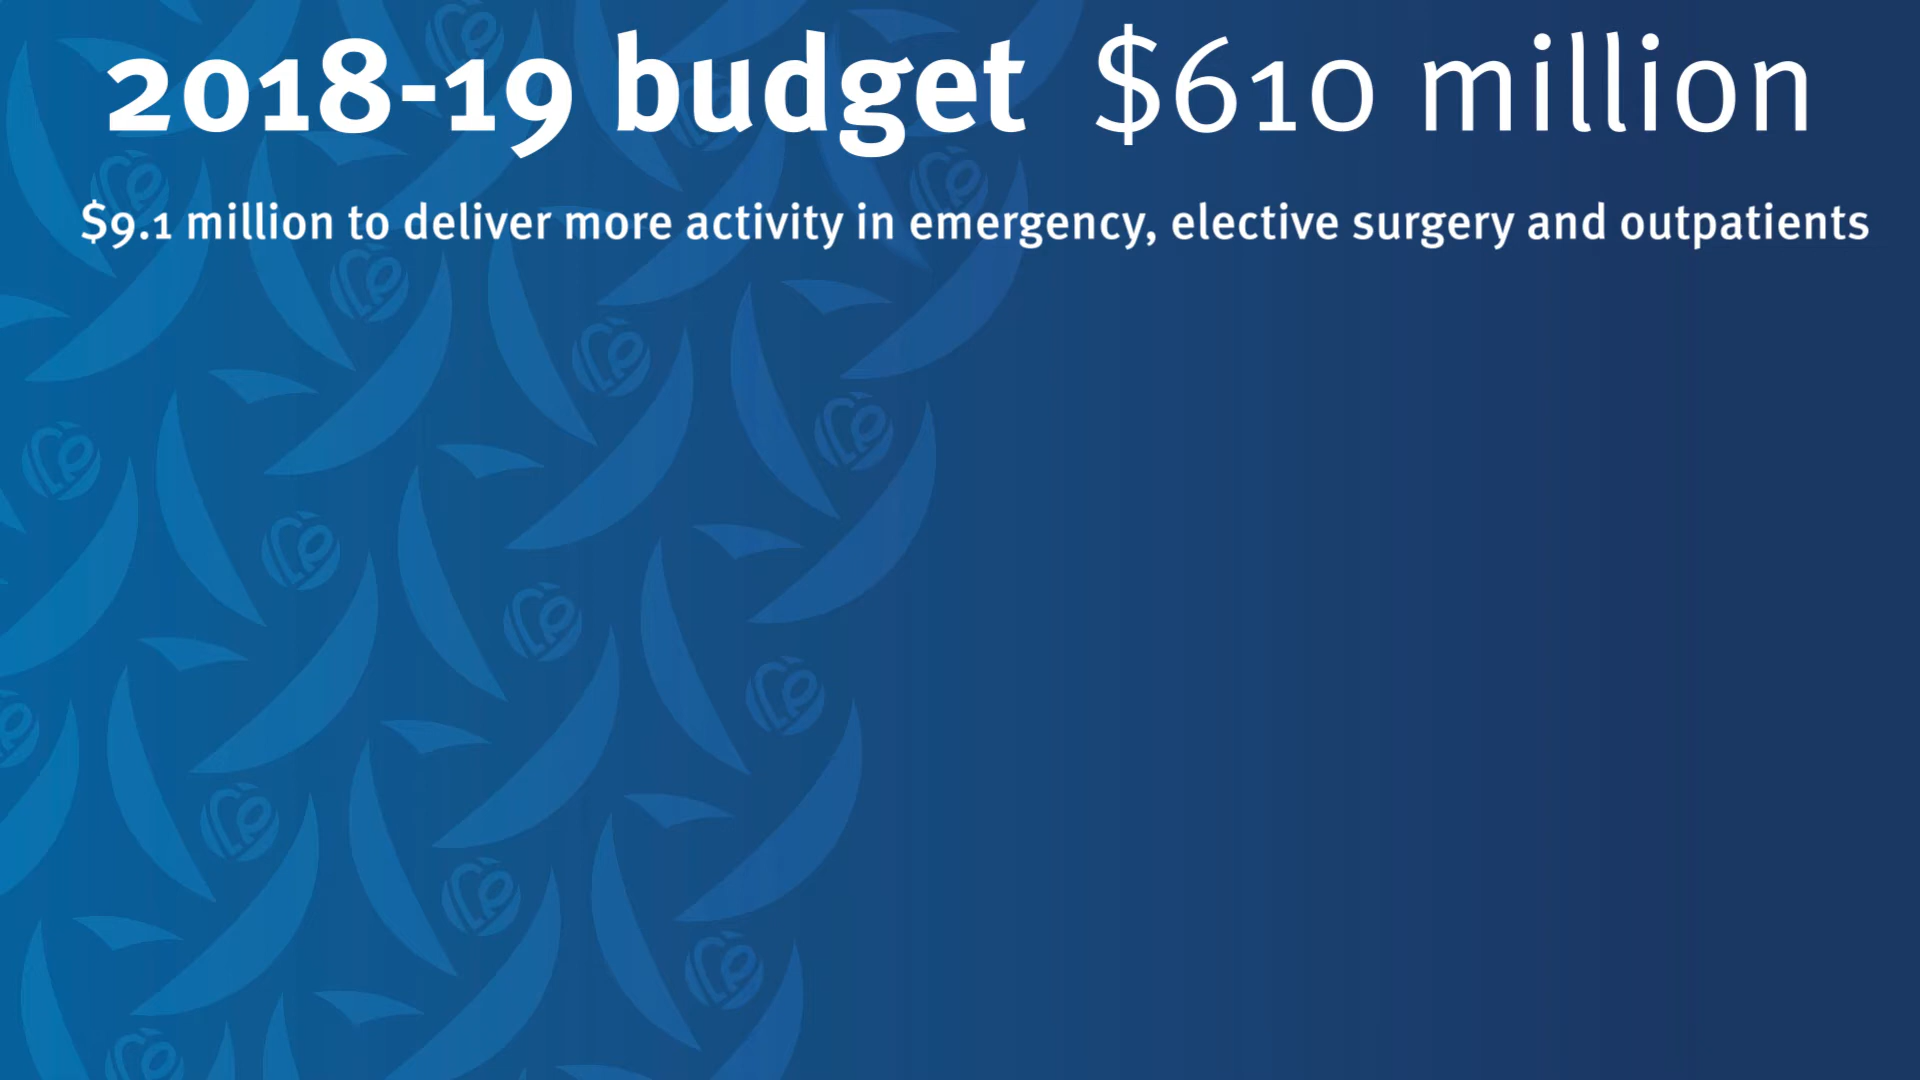 2018-19 budget $610 million
$9.1 million to deliver more activity in emergency, elective surgery and outpatients